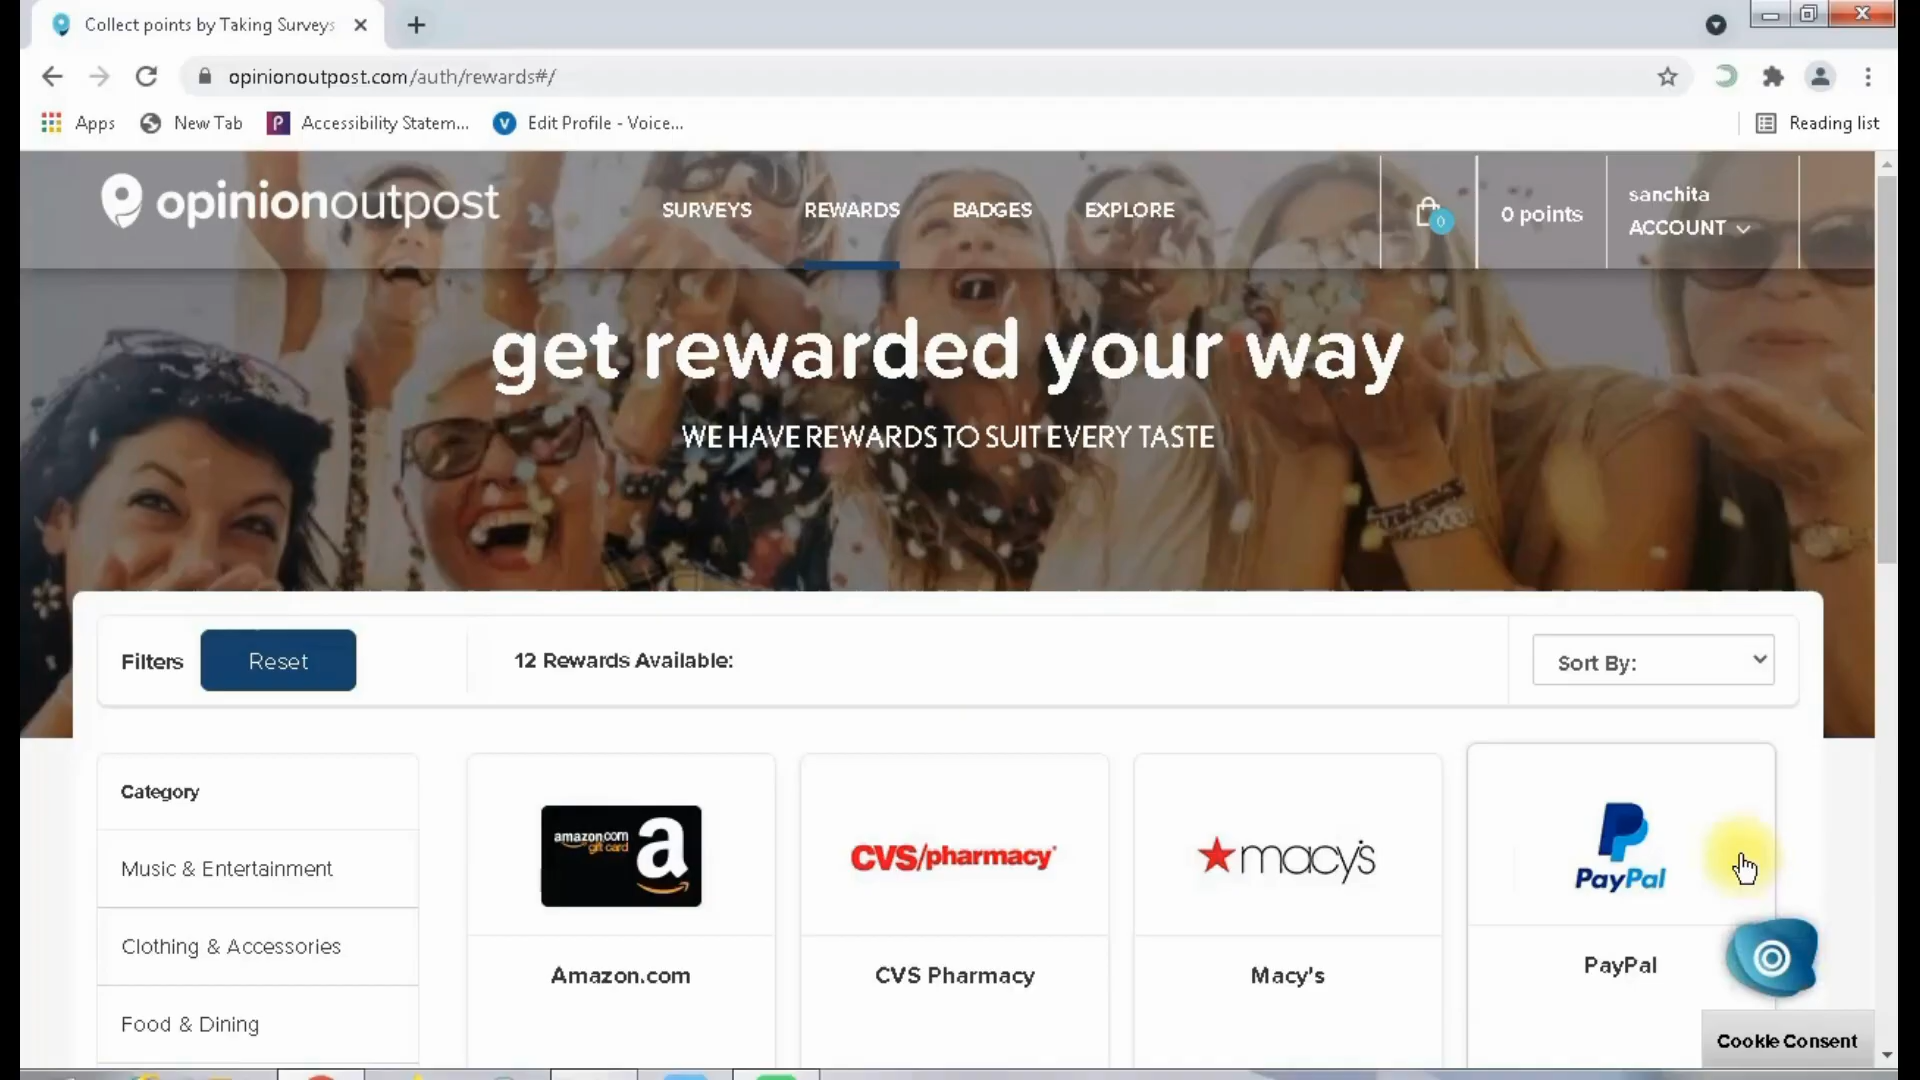 Collect points by Taking Surveys
opinionoutpost.com/auth/rewards#/
Apps
New Tab
Accessibility Statem...
Edit Profile - Voice...
Reading list
opinionoutpost
SURVEYS
REWARDS
BADGES
EXPLORE
0
0 points
sanchita
ACCOUNT
get rewarded your way
WE HAVE REWARDS TO SUIT EVERY TASTE
Filters
Reset
12 Rewards Available:
Sort By:
Category
Music & Entertainment
Clothing & Accessories
Food & Dining
amazon.com
gift card
a
Amazon.com
CVS/pharmacy
CVS Pharmacy
macy's
Macy's
PayPal
PayPal
Cookie Consent